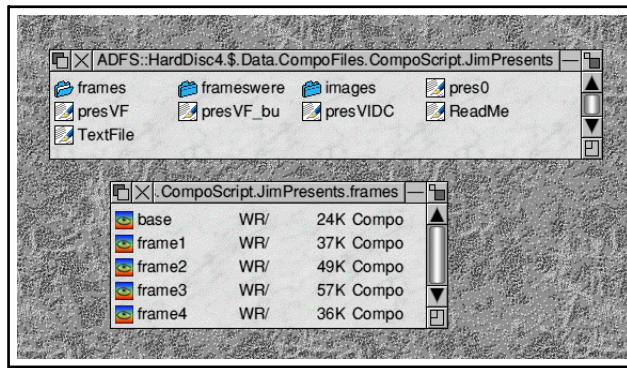 ADFS::HardDisc4.$.Data.CompoFiles.CompoScript.JimPresents
frames frameswere images pres0
presVF presVF_bu presVIDC ReadMe
TextFile
.CompoScript.JimPresents.frames
base WR/ 24K Compo
frame1 WR/ 37K Compo
frame2 WR/ 49K Compo
frame3 WR/ 57K Compo
frame4 WR/ 36K Compo